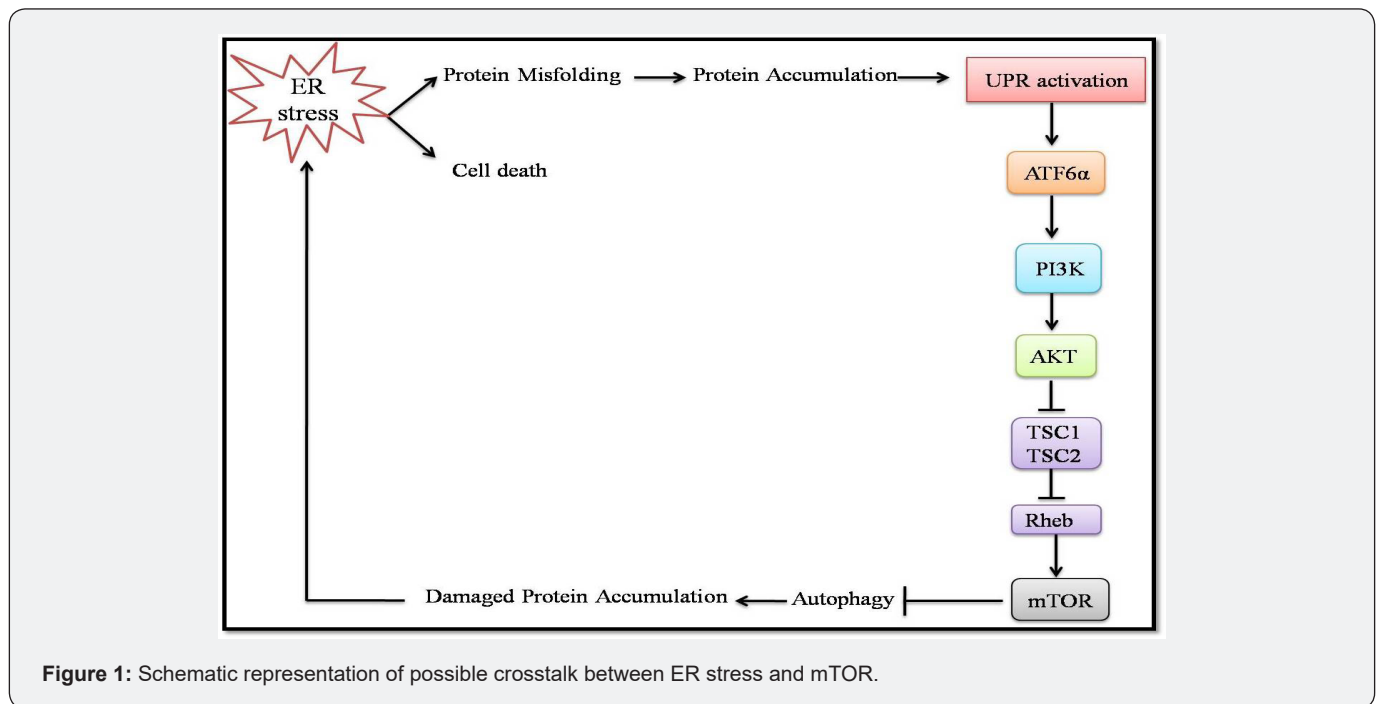 ER
stress
Protein Misfolding
Protein Accumulation
UPR activation
Cell death
ATF6α
PI3K
AKT
TSC1
TSC2
Rheb
mTOR
Autophagy
Damaged Protein Accumulation
Figure 1: Schematic representation of possible crosstalk between ER stress and mTOR.